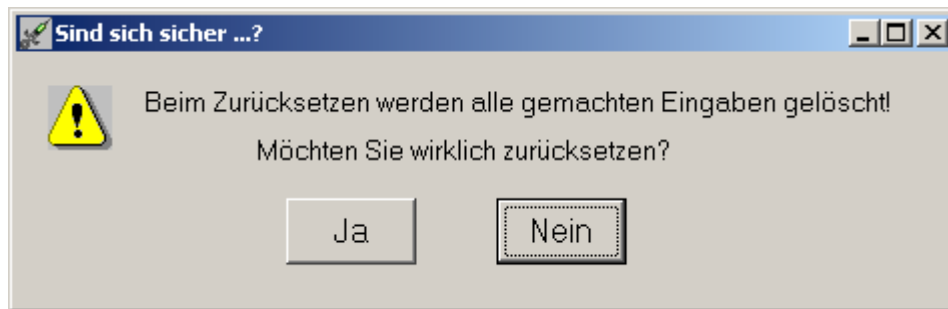 Sind sich sicher ...?
Beim Zurücksetzen werden alle gemachten Eingaben gelöscht!
Möchten Sie wirklich zurücksetzen?
Ja Nein